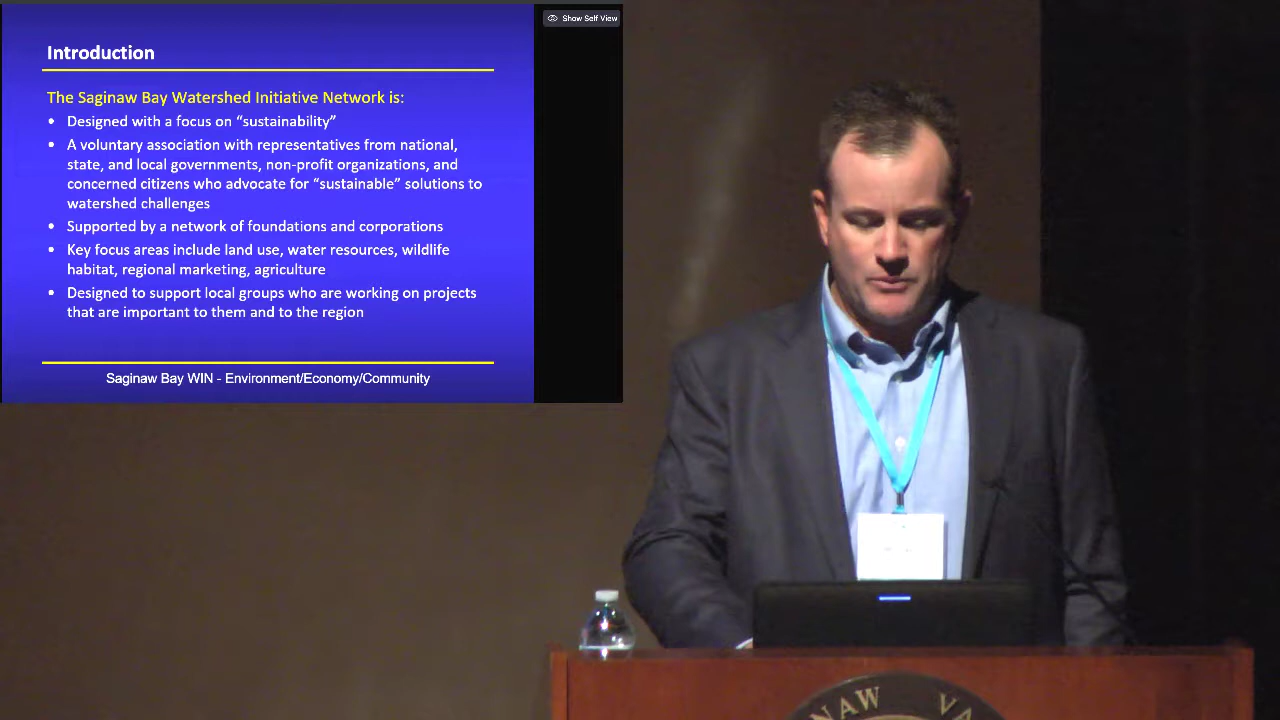 Show Self View
Introduction
The Saginaw Bay Watershed Initiative Network is:
• Designed with a focus on “sustainability”
• A voluntary association with representatives from national,
state, and local governments, non-profit organizations, and
concerned citizens who advocate for “sustainable” solutions to
watershed challenges
• Supported by a network of foundations and corporations
• Key focus areas include land use, water resources, wildlife
habitat, regional marketing, agriculture
• Designed to support local groups who are working on projects
that are important to them and to the region
Saginaw Bay WIN - Environment/Economy/Community